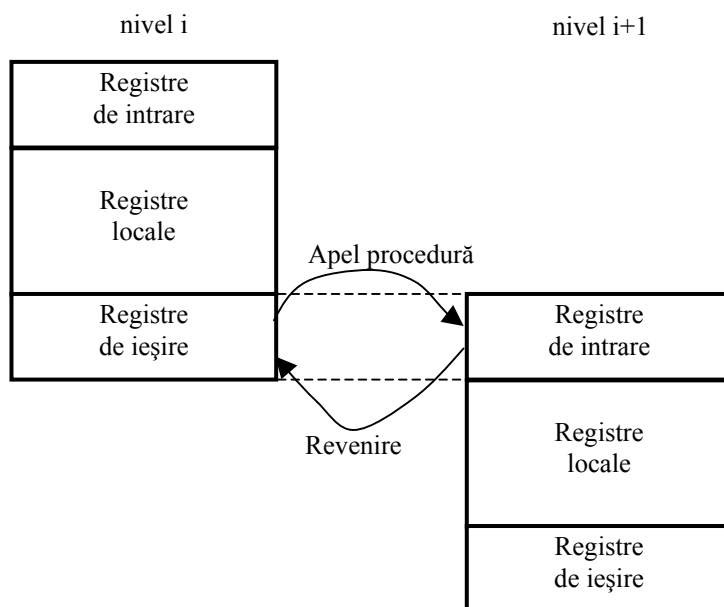 nivel i
nivel i+1
Registre
de intrare
Registre
locale
Apel procedură
Registre
de ieşire
Registre
de intrare
Revenire
Registre
locale
Registre
de ieşire